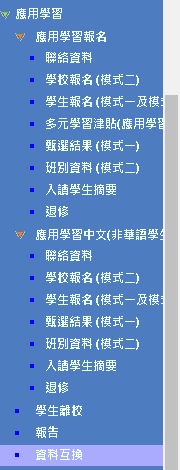 應用學習
應用學習報名
聯絡資料
學校報名 (模式二)
學生報名 (模式一及模式
多元學習津貼(應用學習
甄選結果 (模式一)
班別資料 (模式二)
入讀學生摘要
退修
應用學習中文(非華語學生
聯絡資料
學校報名 (模式二)
學生報名 (模式一及模式
甄選結果 (模式一)
班別資料 (模式二)
入讀學生摘要
退修
學生離校
報告
資料互換